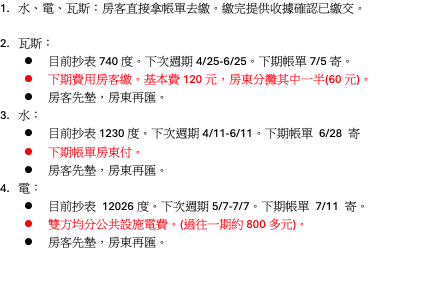 1. 水、電、瓦斯：房客直接拿帳單去繳。繳完提供收據確認已繳交。
2. 瓦斯：
● 目前抄表 740 度。下次週期 4/25-6/25。下期帳單 7/5 寄。
● 下期費用房客繳。基本費 120 元，房東分攤其中一半(60 元)。
● 房客先墊，房東再匯。
3. 水：
● 目前抄表 1230 度。下次週期 4/11-6/11。下期帳單 6/28 寄
● 下期帳單房東付。
● 房客先墊，房東再匯。
4. 電：
● 目前抄表 12026 度。下次週期 5/7-7/7。下期帳單 7/11 寄。
● 雙方均分公共設施電費。(過往一期約 800 多元)。
● 房客先墊，房東再匯。